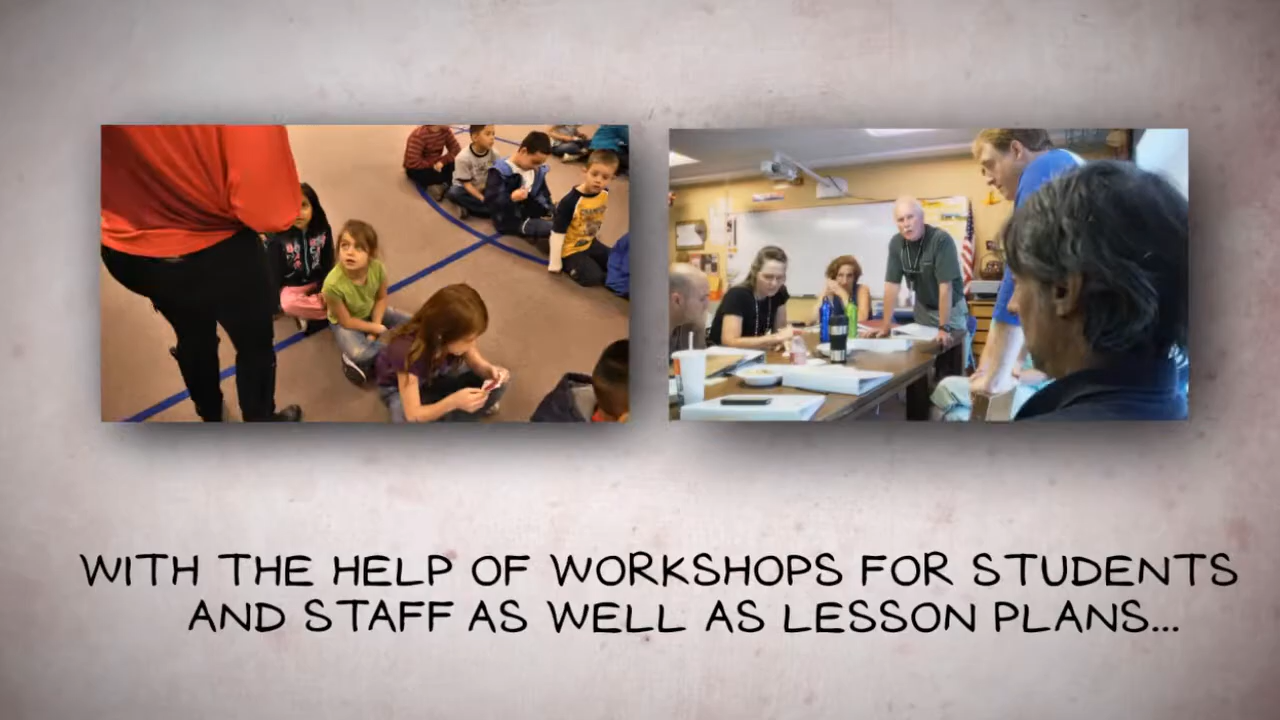 WITH THE HELP OF WORKSHOPS FOR STUDENTS
AND STAFF AS WELL AS LESSON PLANS...